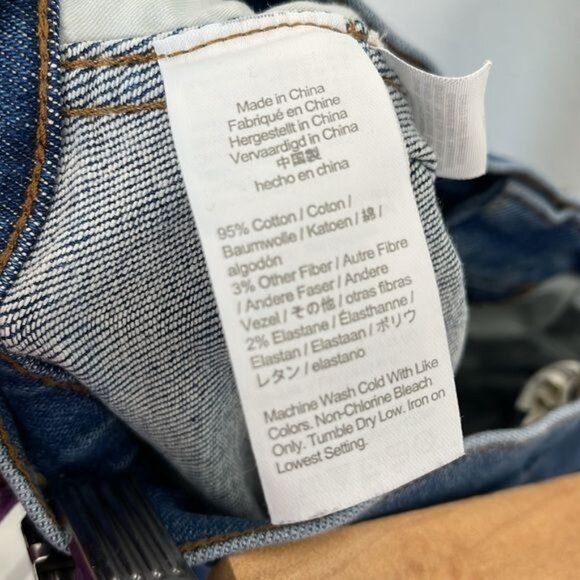 Made in China
Fabriqué en Chine
Hergestellt in China
Vervaardigd in China
中国製
hecho en china
95% Cotton / Coton /
Baumwolle / Katoen / 綿 /
algodón
3% Other Fiber / Autre Fibre
/ Andere Faser / Andere
Vezel / その他 / otras fibras
2% Elastane / Élasthanne /
Elastan / Elastaan / ポリウ
レタン / elastano
Machine Wash Cold With Like
Colors. Non-Chlorine Bleach
Only. Tumble Dry Low. Iron on
Lowest Setting.